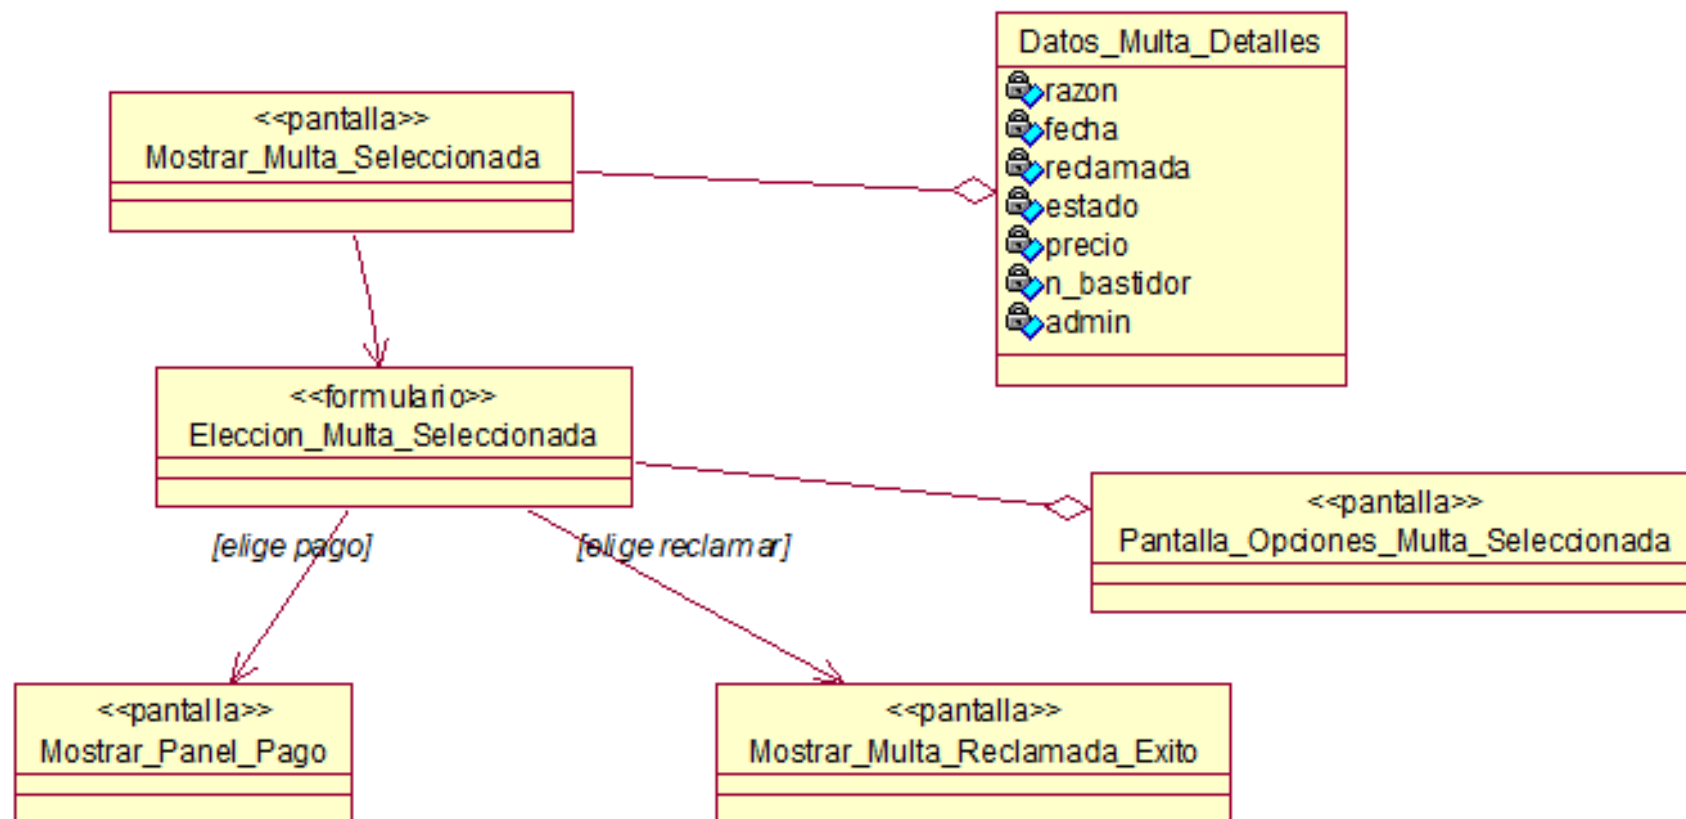 Datos_Multa_Detalles
razon
fecha
reclamada
estado
precio
n_bastidor
admin
<<pantalla>>
Mostrar_Multa_Seleccionada
<<formulario>>
Eleccion_Multa_Seleccionada
<<pantalla>>
Pantalla_Opciones_Multa_Seleccionada
[elige pago]
[elige reclamar]
<<pantalla>>
Mostrar_Panel_Pago
<<pantalla>>
Mostrar_Multa_Reclamada_Exito